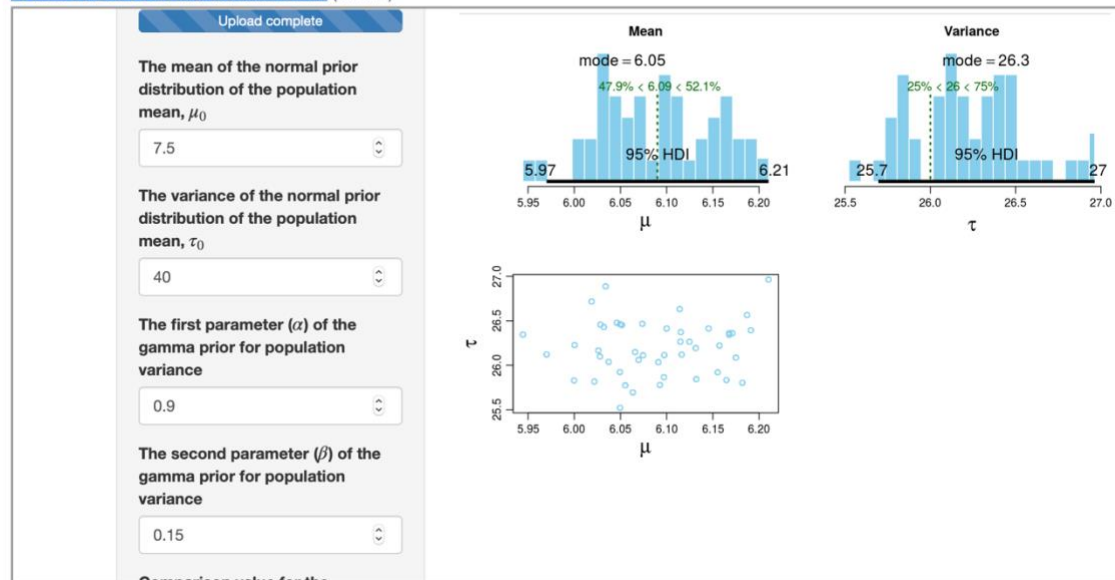 Upload complete
The mean of the normal prior
distribution of the population
mean, μ0
7.5
The variance of the normal prior
distribution of the population
mean, τ0
40
The first parameter (α) of the
gamma prior for population
variance
0.9
The second parameter (β) of the
gamma prior for population
variance
0.15
Mean
mode = 6.05
47.9% < 6.09 < 52.1%
95% HDI
5.97 6.21
5.95 6.00 6.05 6.10 6.15 6.20
μ
Variance
mode = 26.3
25% < 26 < 75%
95% HDI
25.7 27
25.5 26.0 26.5 27.0
τ
27.0
26.5
τ
26.0
25.5
5.95 6.00 6.05 6.10 6.15 6.20
μ